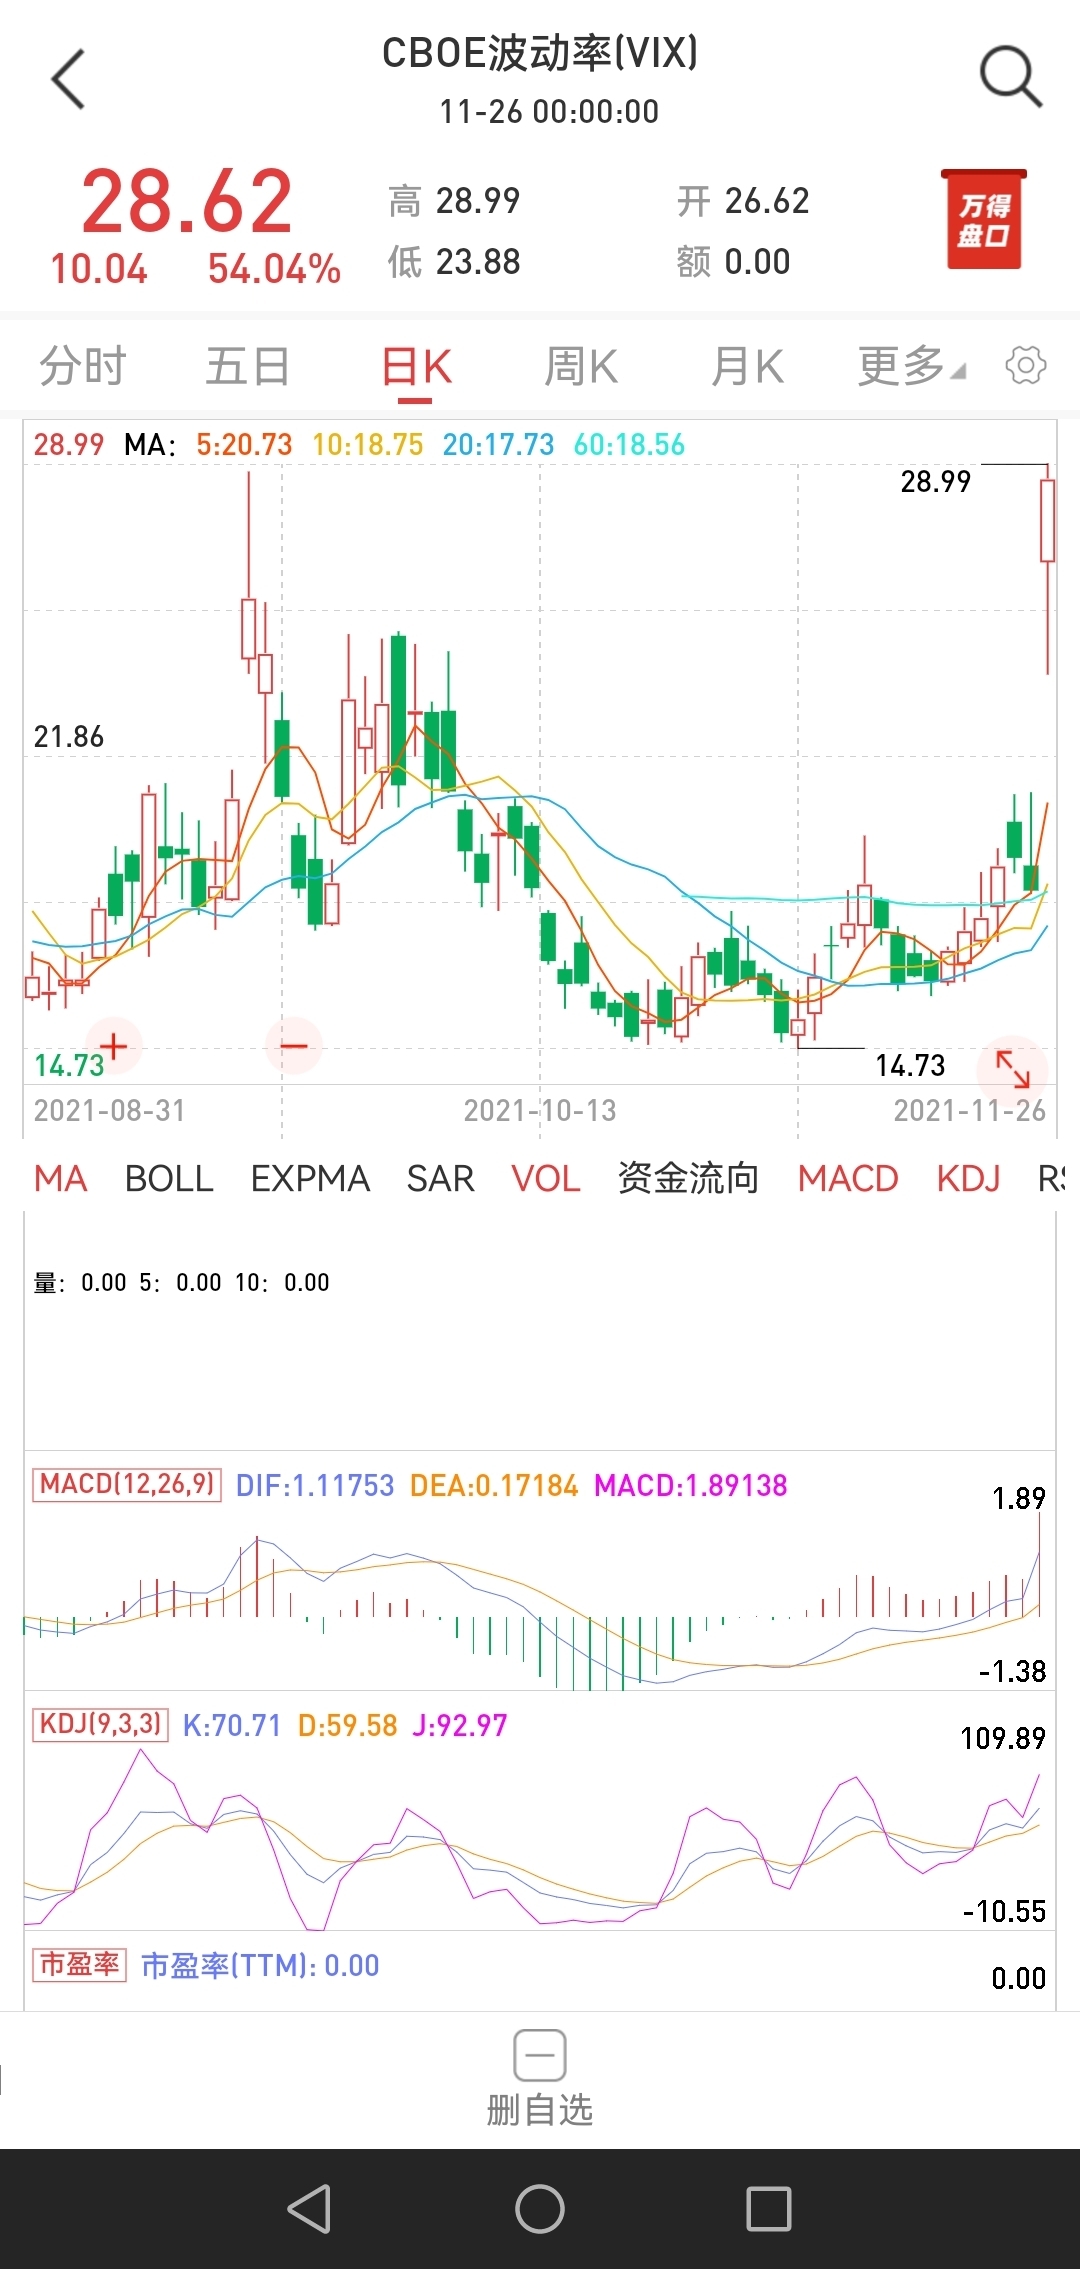 CBOE波动率(VIX)
11-26 00:00:00
28.62
10.04 54.04%
高 28.99 开 26.62
低 23.88 额 0.00
万得
盘口
分时 五日 日K 周K 月K 更多
28.99 MA: 5:20.73 10:18.75 20:17.73 60:18.56
28.99
21.86
14.73 14.73
2021-08-31 2021-10-13 2021-11-26
MA BOLL EXPMA SAR VOL 资金流向 MACD KDJ
量: 0.00 5: 0.00 10: 0.00
MACD(12,26,9) DIF:1.11753 DEA:0.17184 MACD:1.89138
1.89
-1.38
KDJ(9,3,3) K:70.71 D:59.58 J:92.97
109.89
-10.55
市盈率 市盈率(TTM): 0.00
0.00
删自选